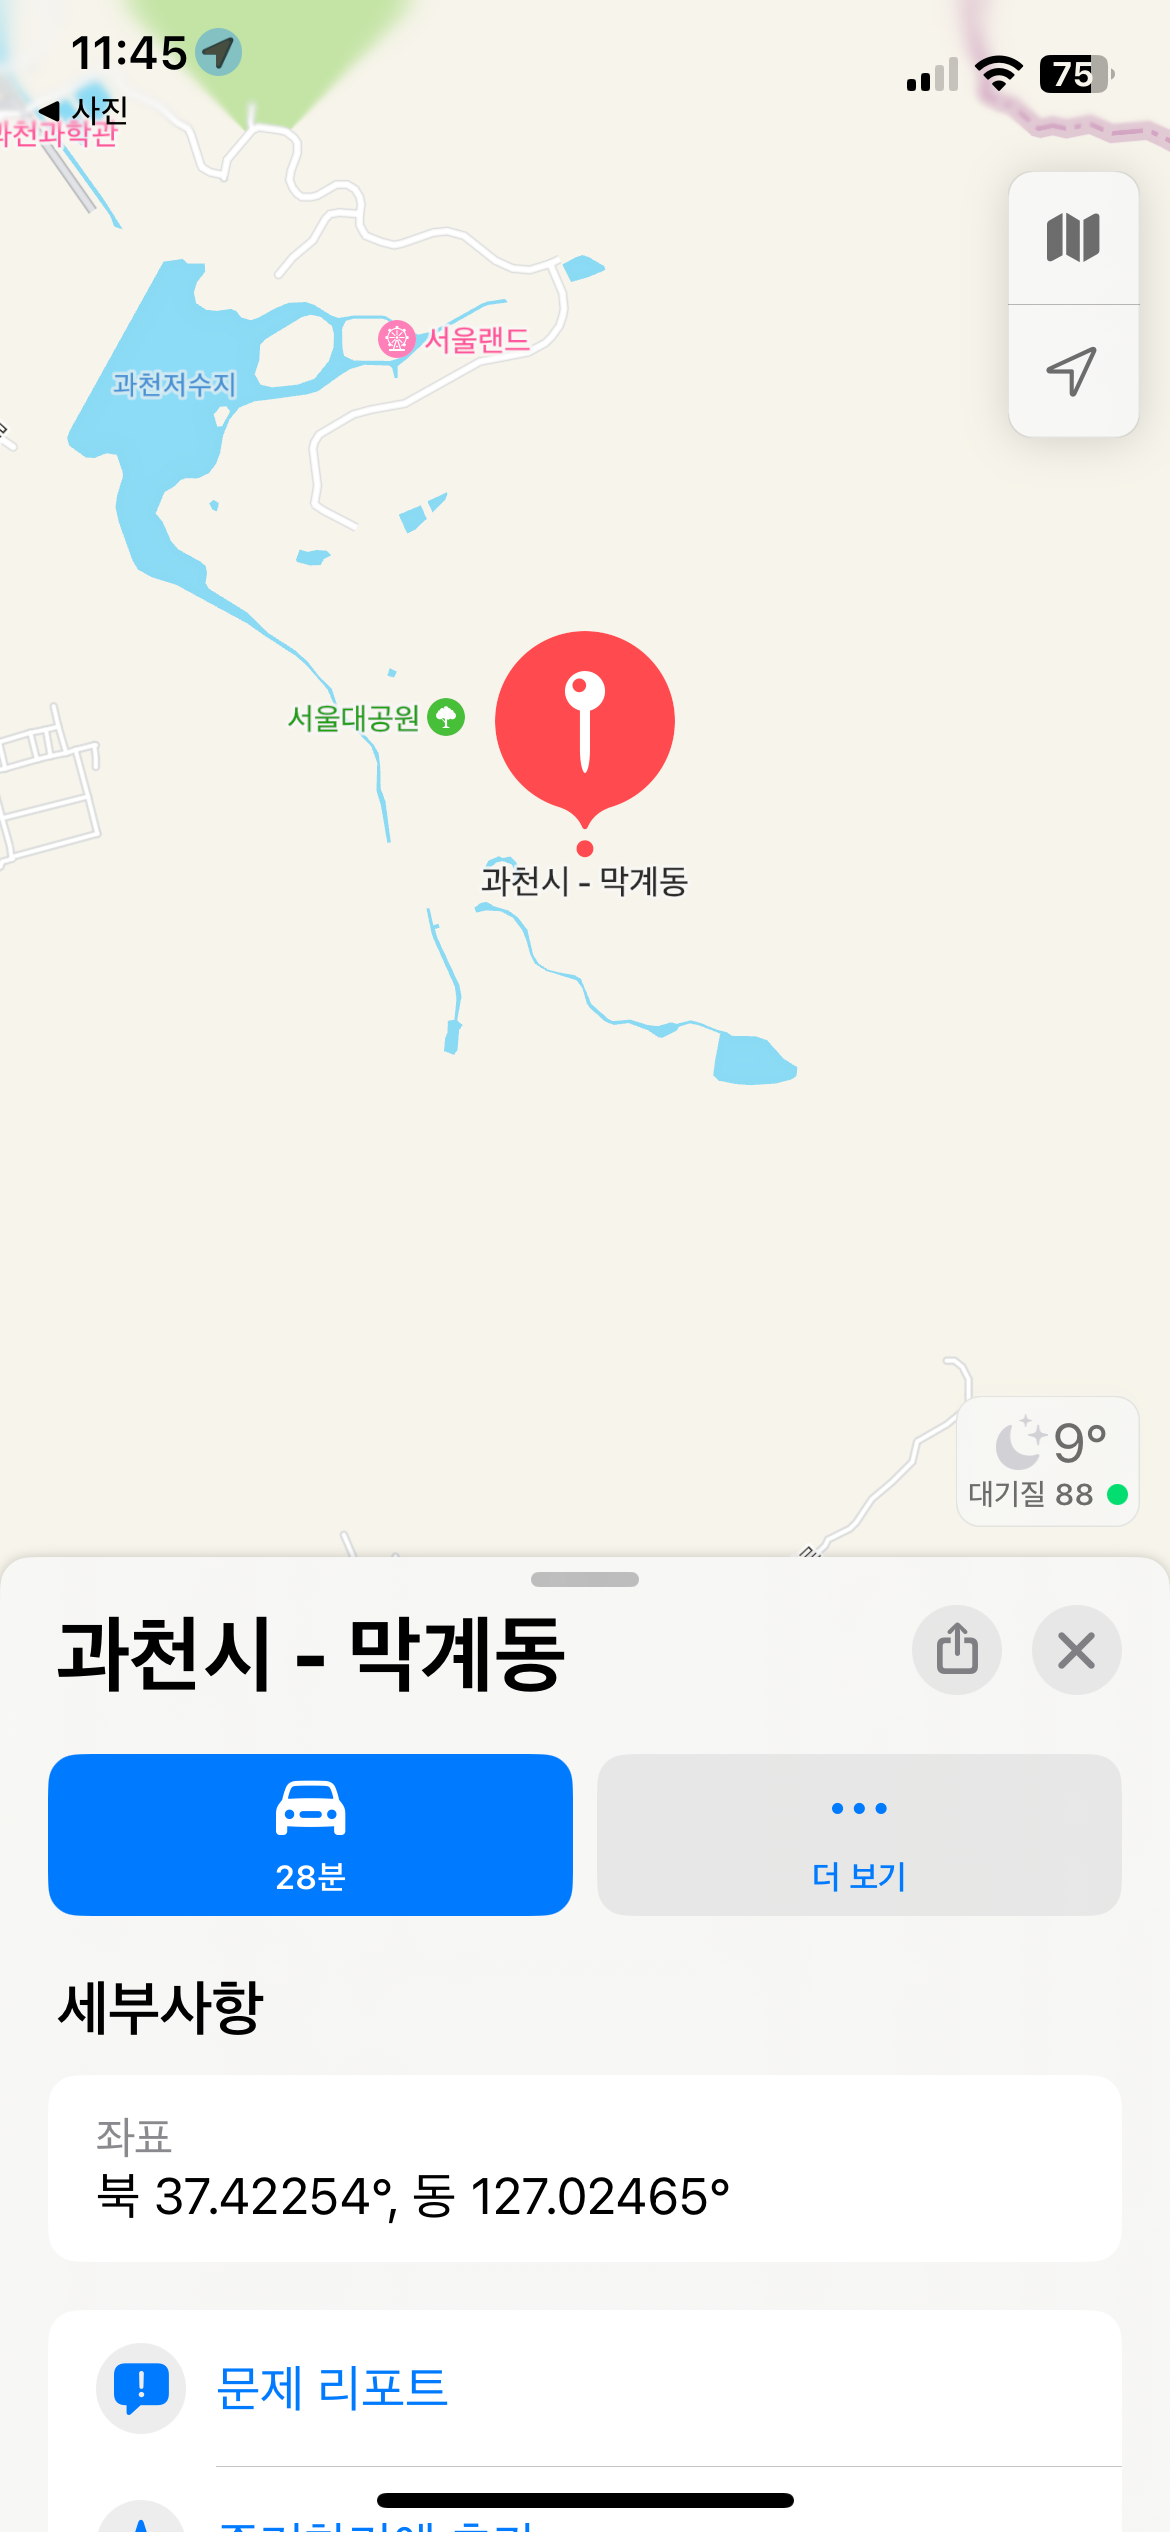 11:45
75
◀ 사진
과천과학관
서울랜드
과천저수지
서울대공원
과천시 - 막계동
9°
대기질 88
과천시 - 막계동
28분
더 보기
세부사항
좌표
북 37.42254°, 동 127.02465°
문제 리포트